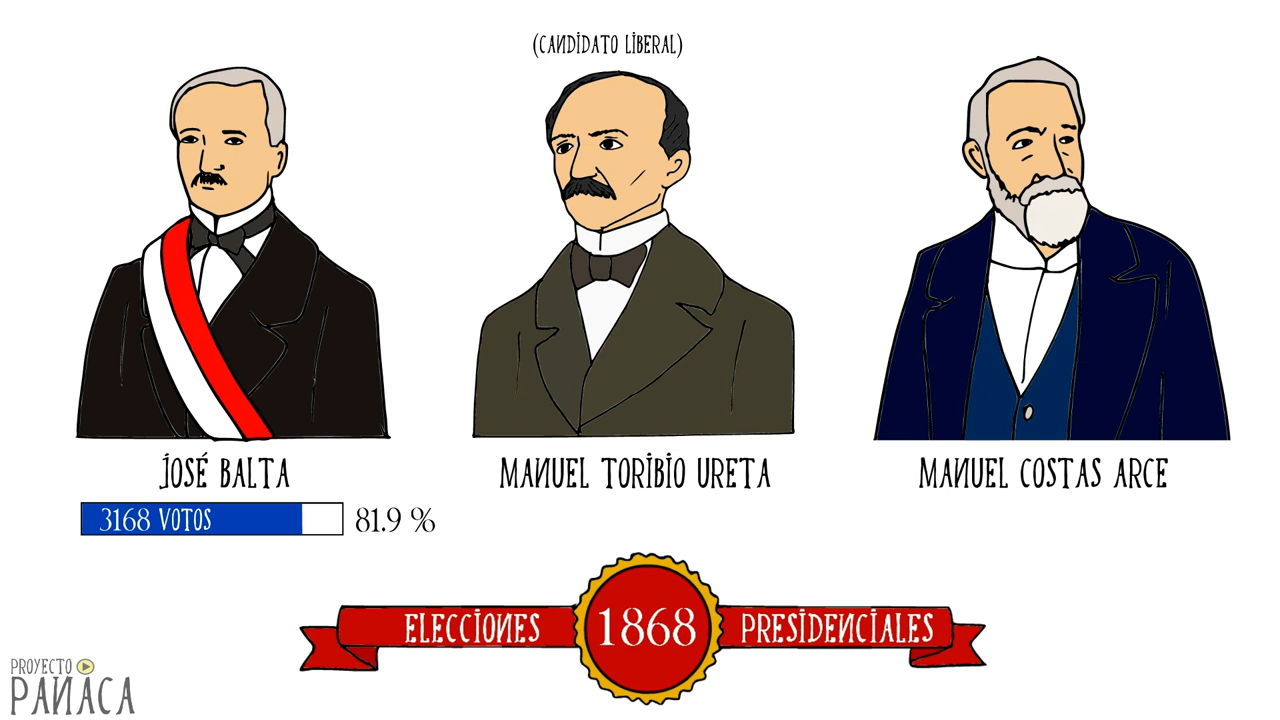 (CANDIDATO LIBERAL)
JOSÉ BALTA
MANUEL TORIBIO URETA
MANUEL COSTAS ARCE
3168 VOTOS
81.9 %
ELECCIONES
1868
PRESIDENCIALES
PROYECTO
PANACA